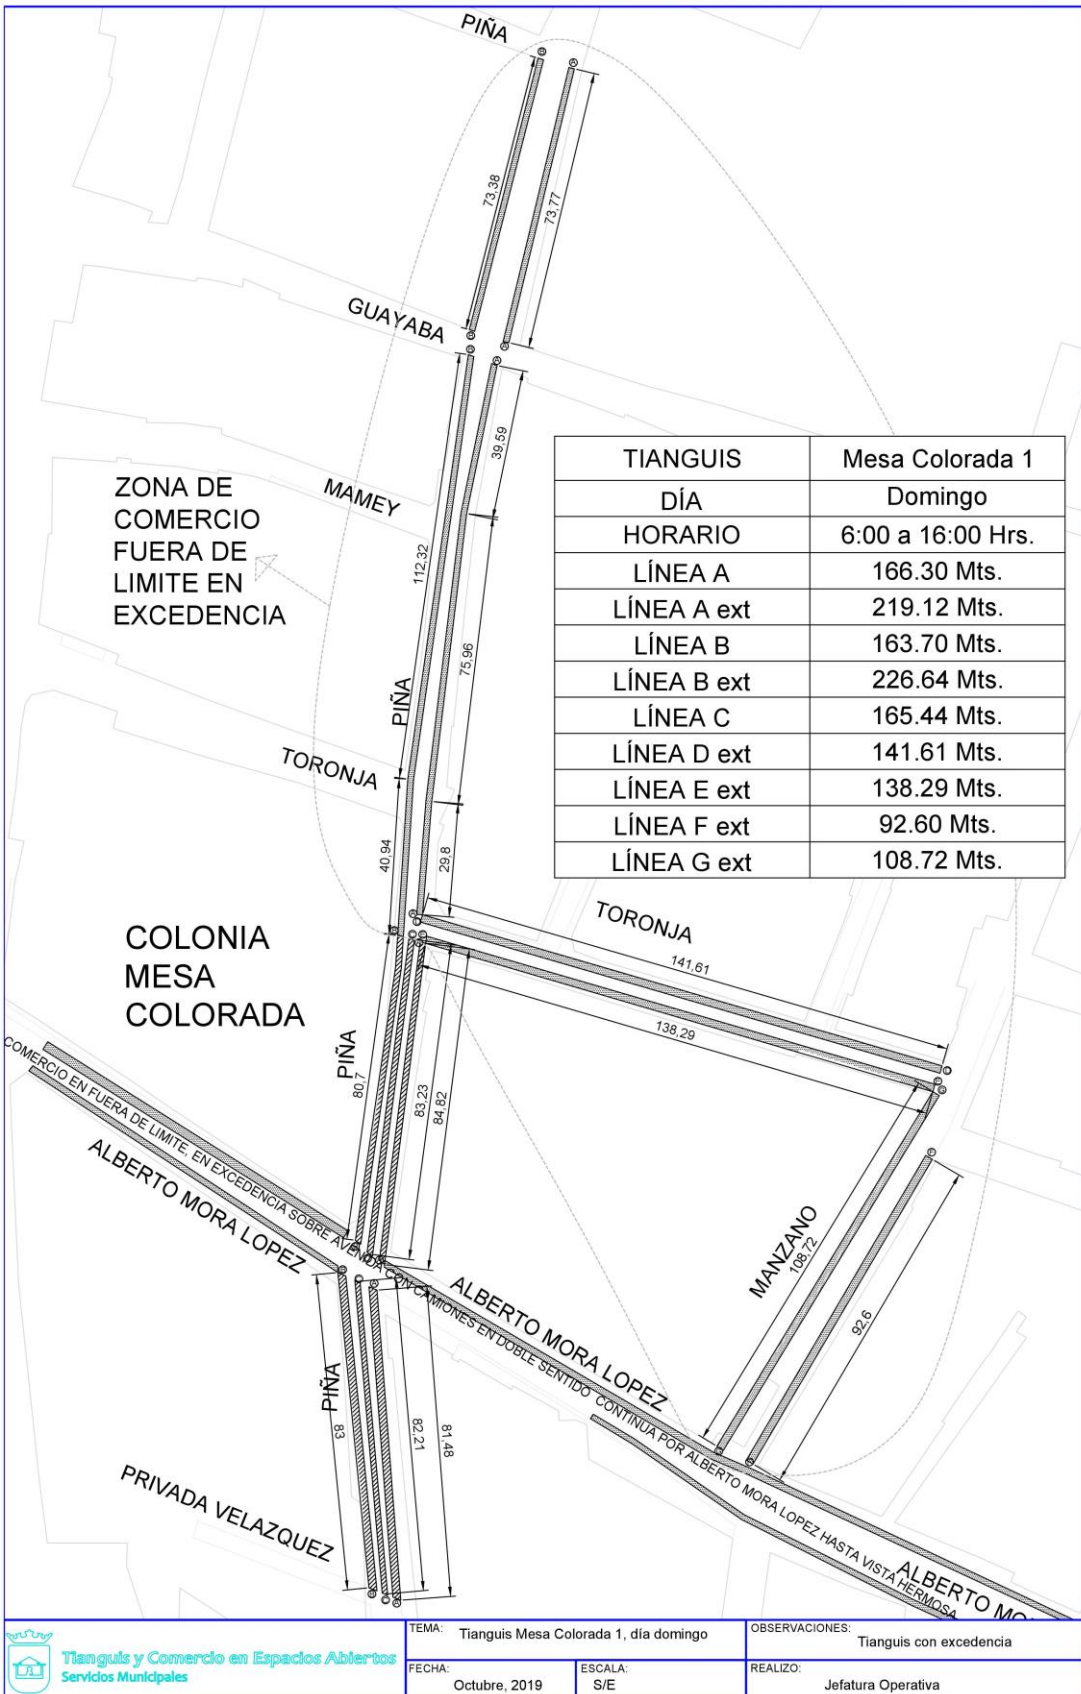 PIÑA
73,38
73,77
GUAYABA
39,59
MAMEY
112,32
ZONA DE
COMERCIO
FUERA DE
LIMITE EN
EXCEDENCIA
TIANGUIS Mesa Colorada 1
DÍA Domingo
HORARIO 6:00 a 16:00 Hrs.
LÍNEA A 166.30 Mts.
LÍNEA A ext 219.12 Mts.
LÍNEA B 163.70 Mts.
LÍNEA B ext 226.64 Mts.
LÍNEA C 165.44 Mts.
LÍNEA D ext 141.61 Mts.
LÍNEA E ext 138.29 Mts.
LÍNEA F ext 92.60 Mts.
LÍNEA G ext 108.72 Mts.
75,96
PIÑA
TORONJA
40,94
29,8
TORONJA
141,61
138,29
COLONIA
MESA
COLORADA
PIÑA
80,7
83,23
84,82
COMERCIO EN FUERA DE LIMITE, EN EXCEDENCIA SOBRE AVENIDA CON CAMIONES EN DOBLE SENTIDO CONTINUA POR ALBERTO MORA LOPEZ HASTA VISTA HERMOSA
ALBERTO MORA LOPEZ
ALBERTO MORA LOPEZ
MANZANO
108,72
92,6
PIÑA
83
82,21
81,48
PRIVADA VELAZQUEZ
ALBERTO MO
Tianguis y Comercio en Espacios Abiertos
Servicios Municipales
TEMA: Tianguis Mesa Colorada 1, día domingo
OBSERVACIONES: Tianguis con excedencia
FECHA: Octubre, 2019
ESCALA: S/E
REALIZO: Jefatura Operativa